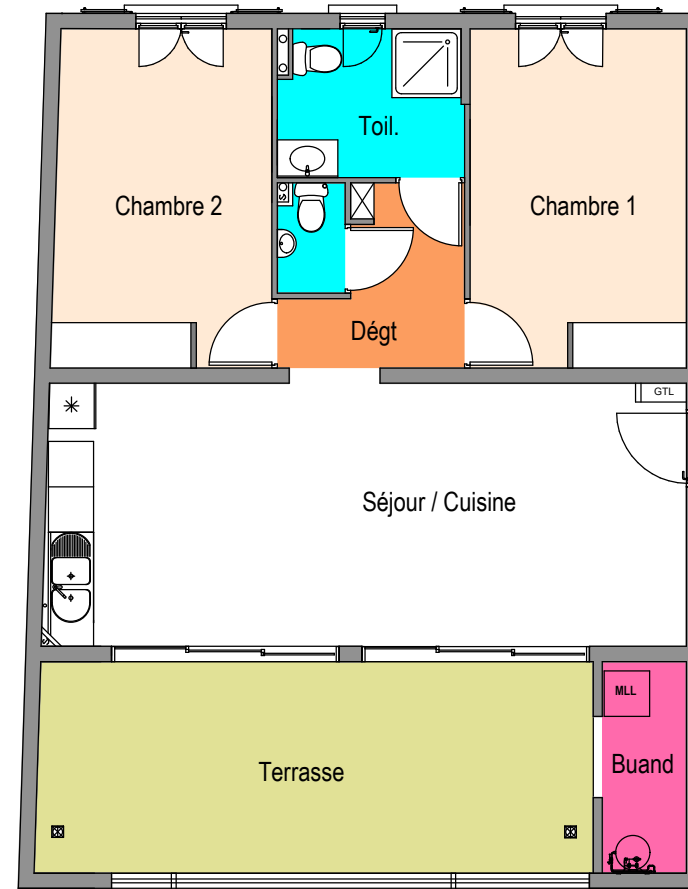 Toil.
Chambre 2
Chambre 1
Dégt
GTL
Séjour / Cuisine
MLL
Terrasse
Buand